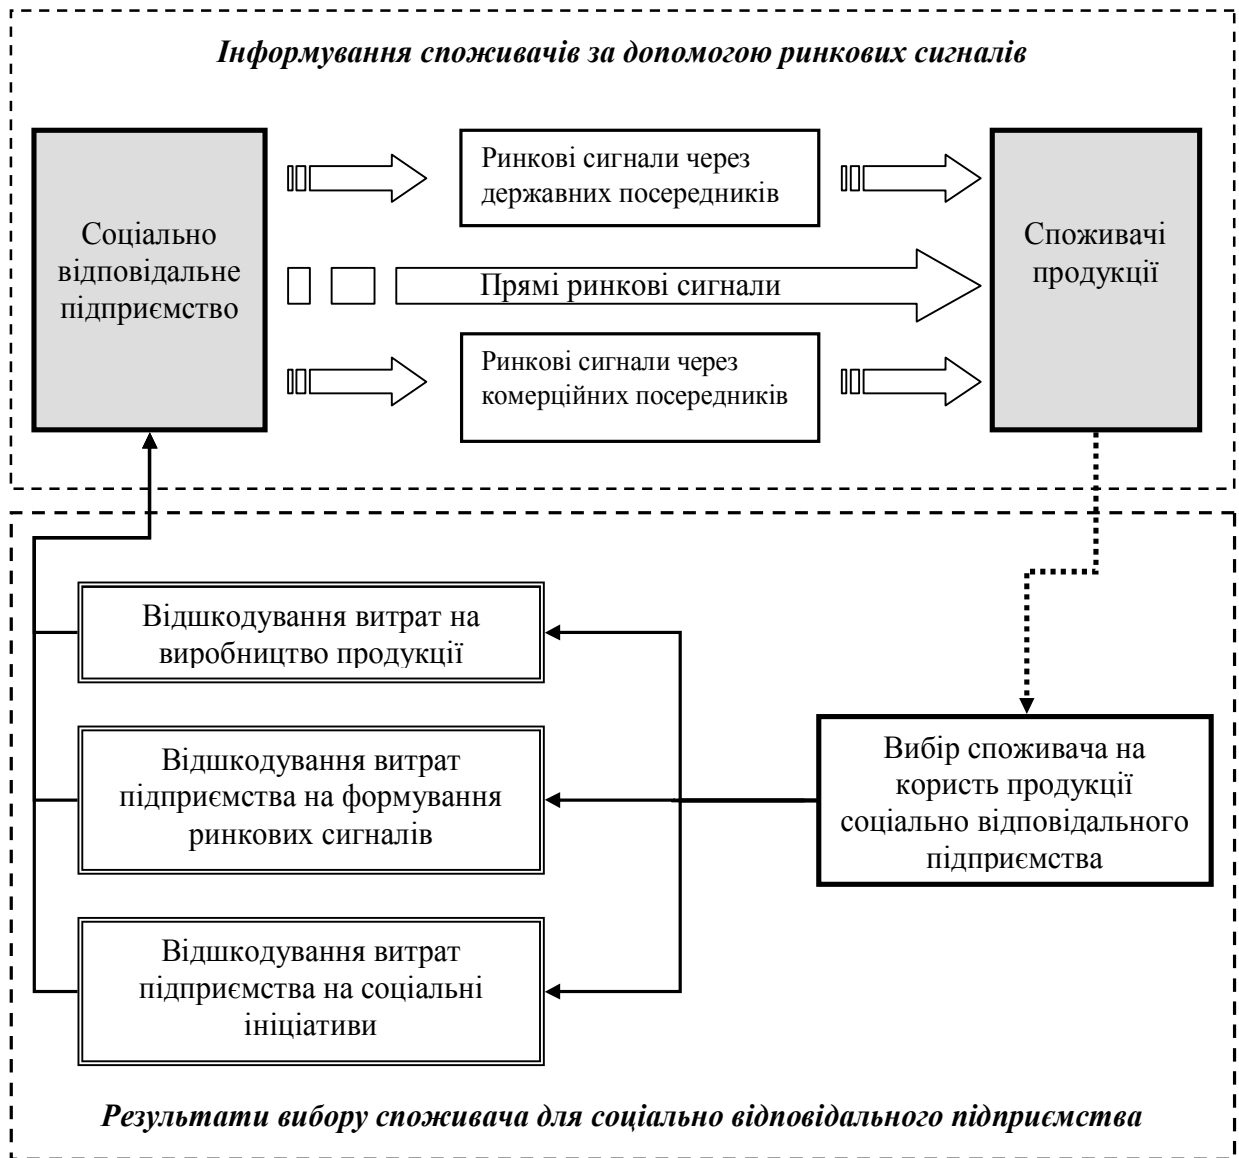 Інформування споживачів за допомогою ринкових сигналів
Соціально
відповідальне
підприємство
Ринкові сигнали через
державних посередників
Прямі ринкові сигнали
Ринкові сигнали через
комерційних посередників
Споживачі
продукції
Відшкодування витрат на
виробництво продукції
Відшкодування витрат
підприємства на формування
ринкових сигналів
Відшкодування витрат
підприємства на соціальні
ініціативи
Вибір споживача на
користь продукції
соціально відповідального
підприємства
Результати вибору споживача для соціально відповідального підприємства